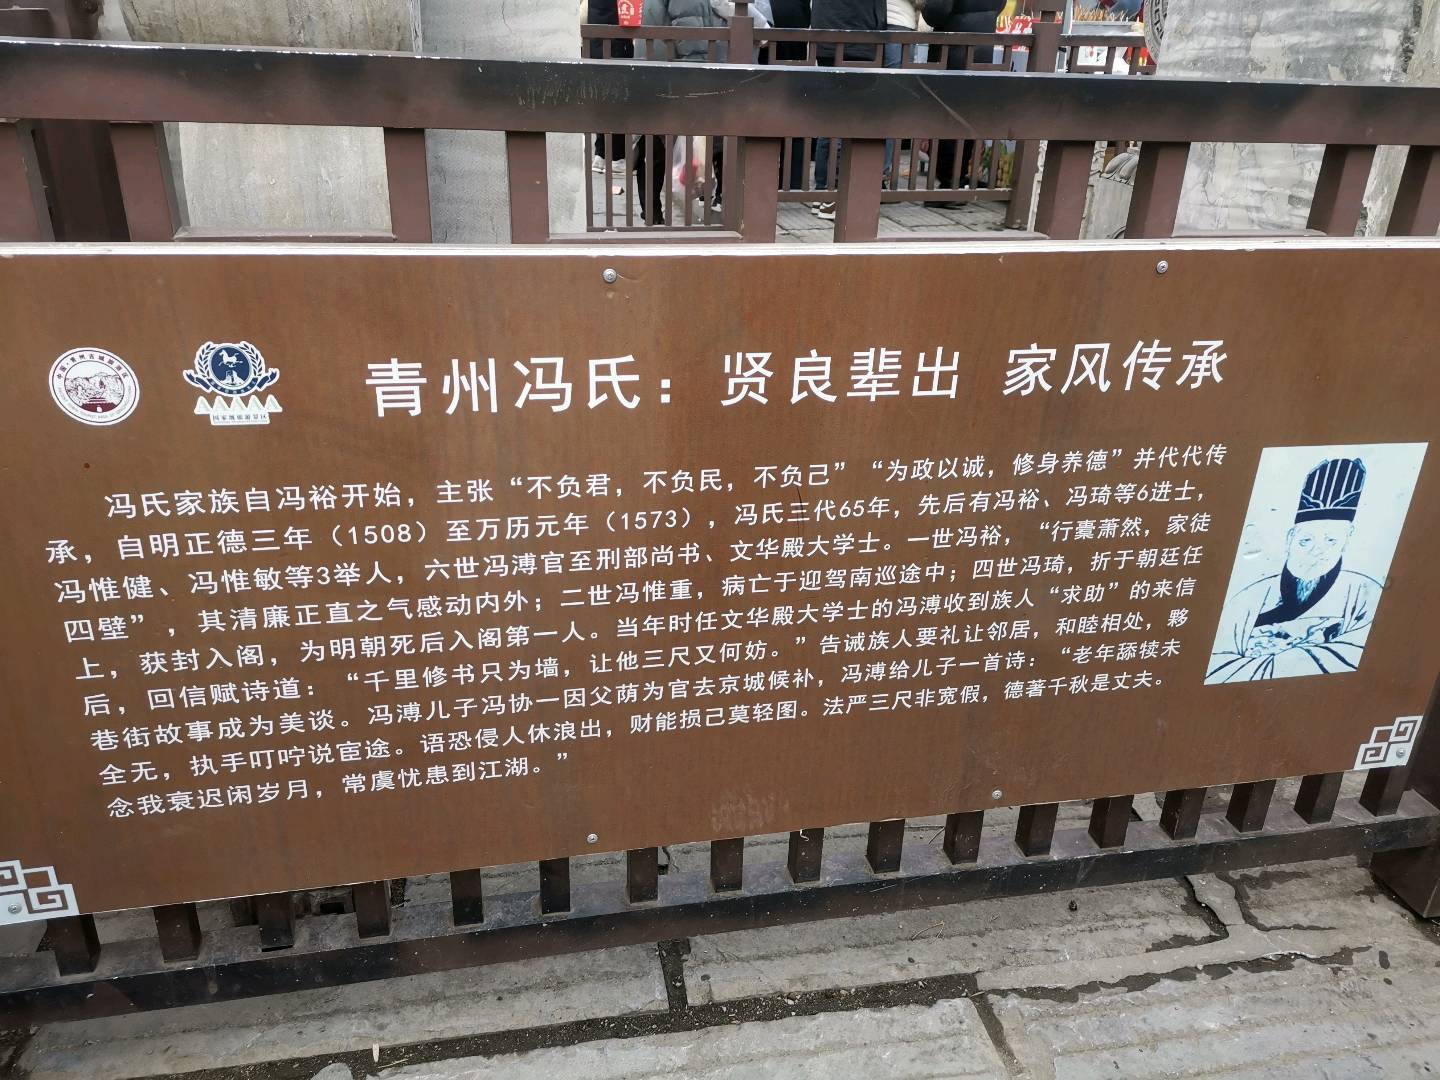 青州冯氏：贤良辈出 家风传承
冯氏家族自冯裕开始，主张“不负君，不负民，不负己”“为政以诚，修身养德”并代代传
承，自明正德三年（1508）至万历元年（1573），冯氏三代65年，先后有冯裕、冯琦等6进士，
冯惟健、冯惟敏等3举人，六世冯溥官至刑部尚书、文华殿大学士。一世冯裕，“行橐萧然，家徒
四壁”，其清廉正直之气感动内外；二世冯惟重，病亡于迎驾南巡途中；四世冯琦，折于朝廷任
上，获封入阁，为明朝死后入阁第一人。当年时任文华殿大学士的冯溥收到族人“求助”的来信
后，回信赋诗道：“千里修书只为墙，让他三尺又何妨。”告诫族人要礼让邻居，和睦相处，夥
巷街故事成为美谈。冯溥儿子冯协一因父荫为官去京城候补，冯溥给儿子一首诗：“老年舔犊未
全无，执手叮咛说宦途。语恐侵人休浪出，财能损己莫轻图。法严三尺非宽假，德著千秋是丈夫。
念我衰迟闲岁月，常虞忧患到江湖。”